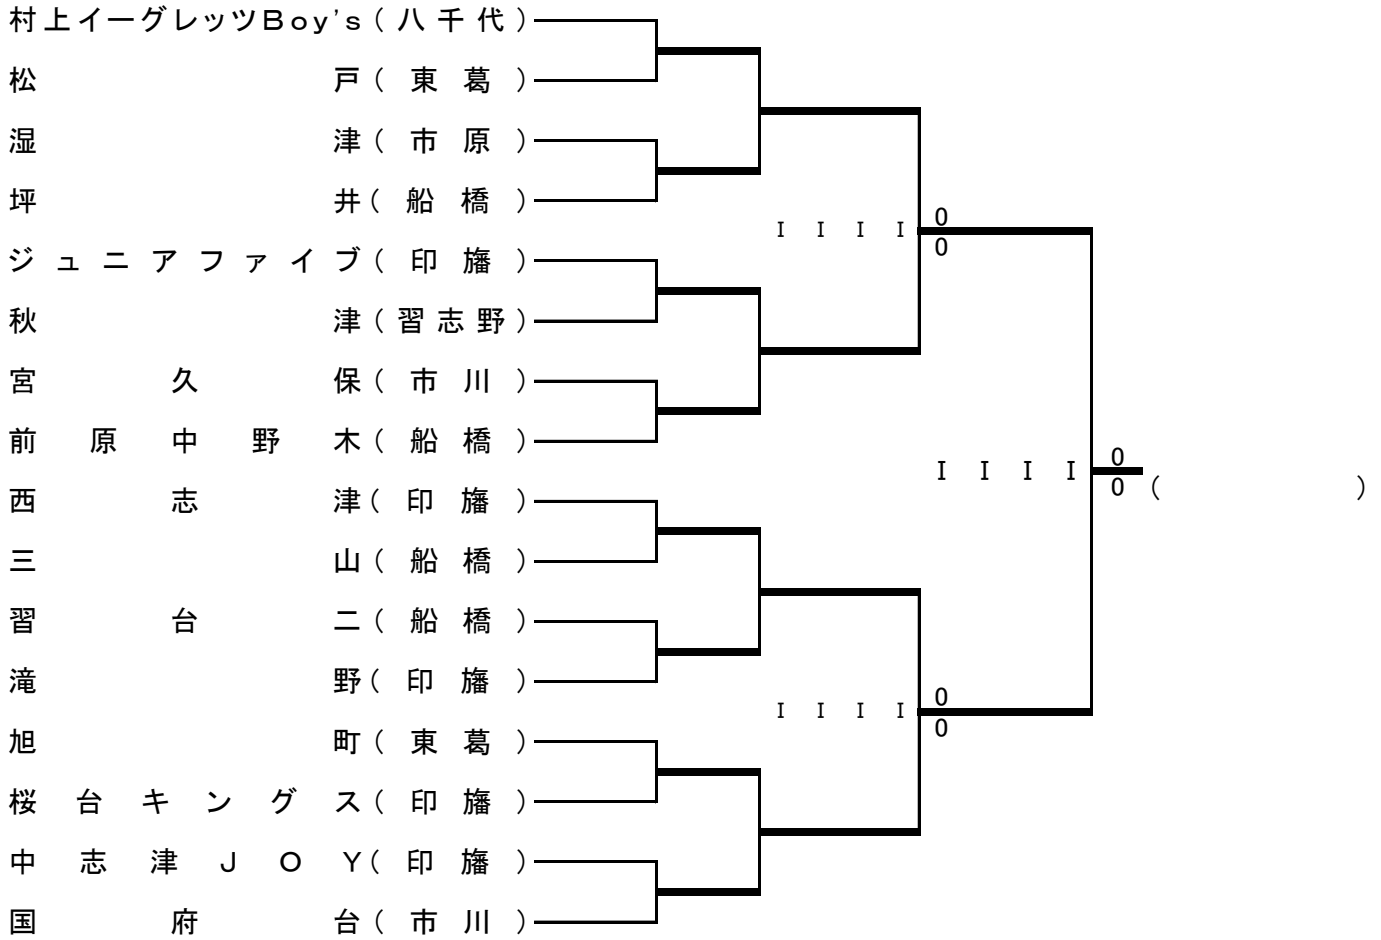 村上イーグレッツBoy's(八千代)
松戸(東葛)
湿津(市原)
坪井(船橋)
I I I I 0
0
ジュニアファイブ(印旛)
秋津(習志野)
宮久保(市川)
前原中野木(船橋)
I I I I 0
0 ( )
西志津(印旛)
三山(船橋)
習台二(船橋)
滝野(印旛)
I I I I 0
0
旭町(東葛)
桜台キングス(印旛)
中志津JOY(印旛)
国府台(市川)